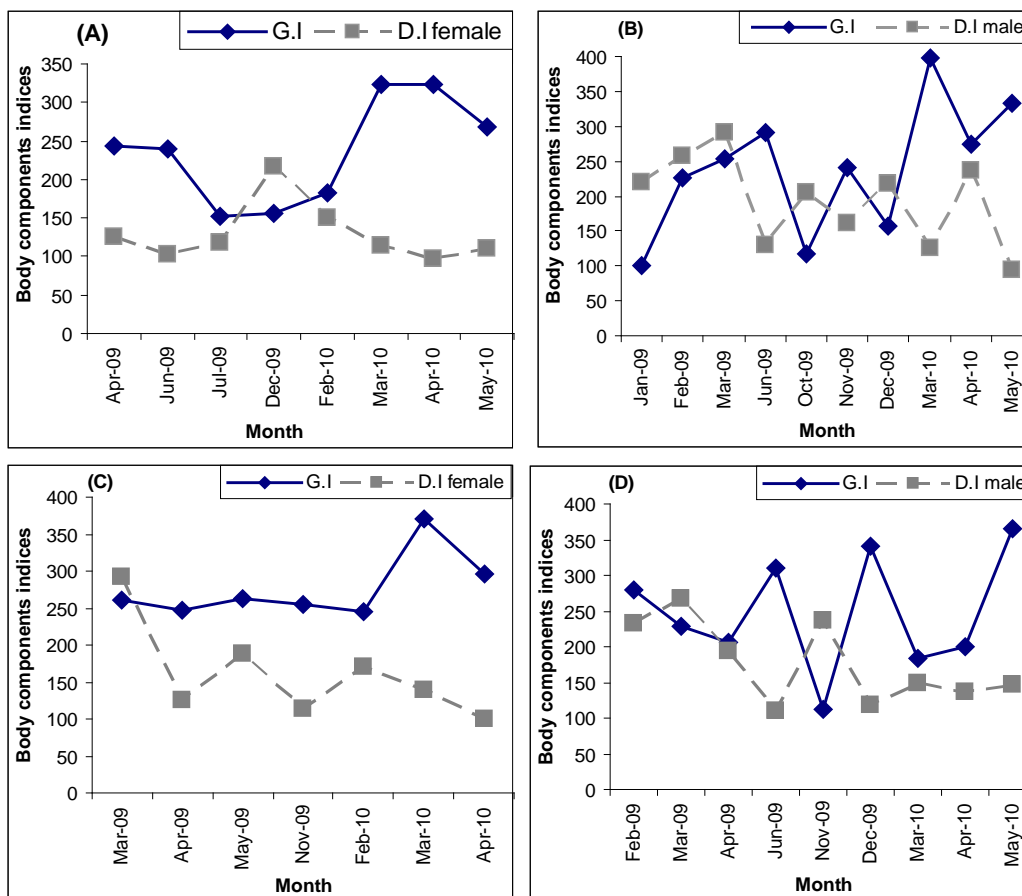 (A)
G.I
D.I female
Body components indices
350
300
250
200
150
100
50
0
Apr-09
Jun-09
Jul-09
Dec-09
Feb-10
Mar-10
Apr-10
May-10
Month
(B)
G.I
D.I male
Body components indices
400
350
300
250
200
150
100
50
0
Jan-09
Feb-09
Mar-09
Jun-09
Oct-09
Nov-09
Dec-09
Mar-10
Apr-10
May-10
Month
(C)
G.I
D.I female
Body components indices
400
350
300
250
200
150
100
50
0
Mar-09
Apr-09
May-09
Nov-09
Feb-10
Mar-10
Apr-10
Month
(D)
G.I
D.I male
Body components indices
400
350
300
250
200
150
100
50
0
Feb-09
Mar-09
Apr-09
Jun-09
Nov-09
Dec-09
Mar-10
Apr-10
May-10
Month